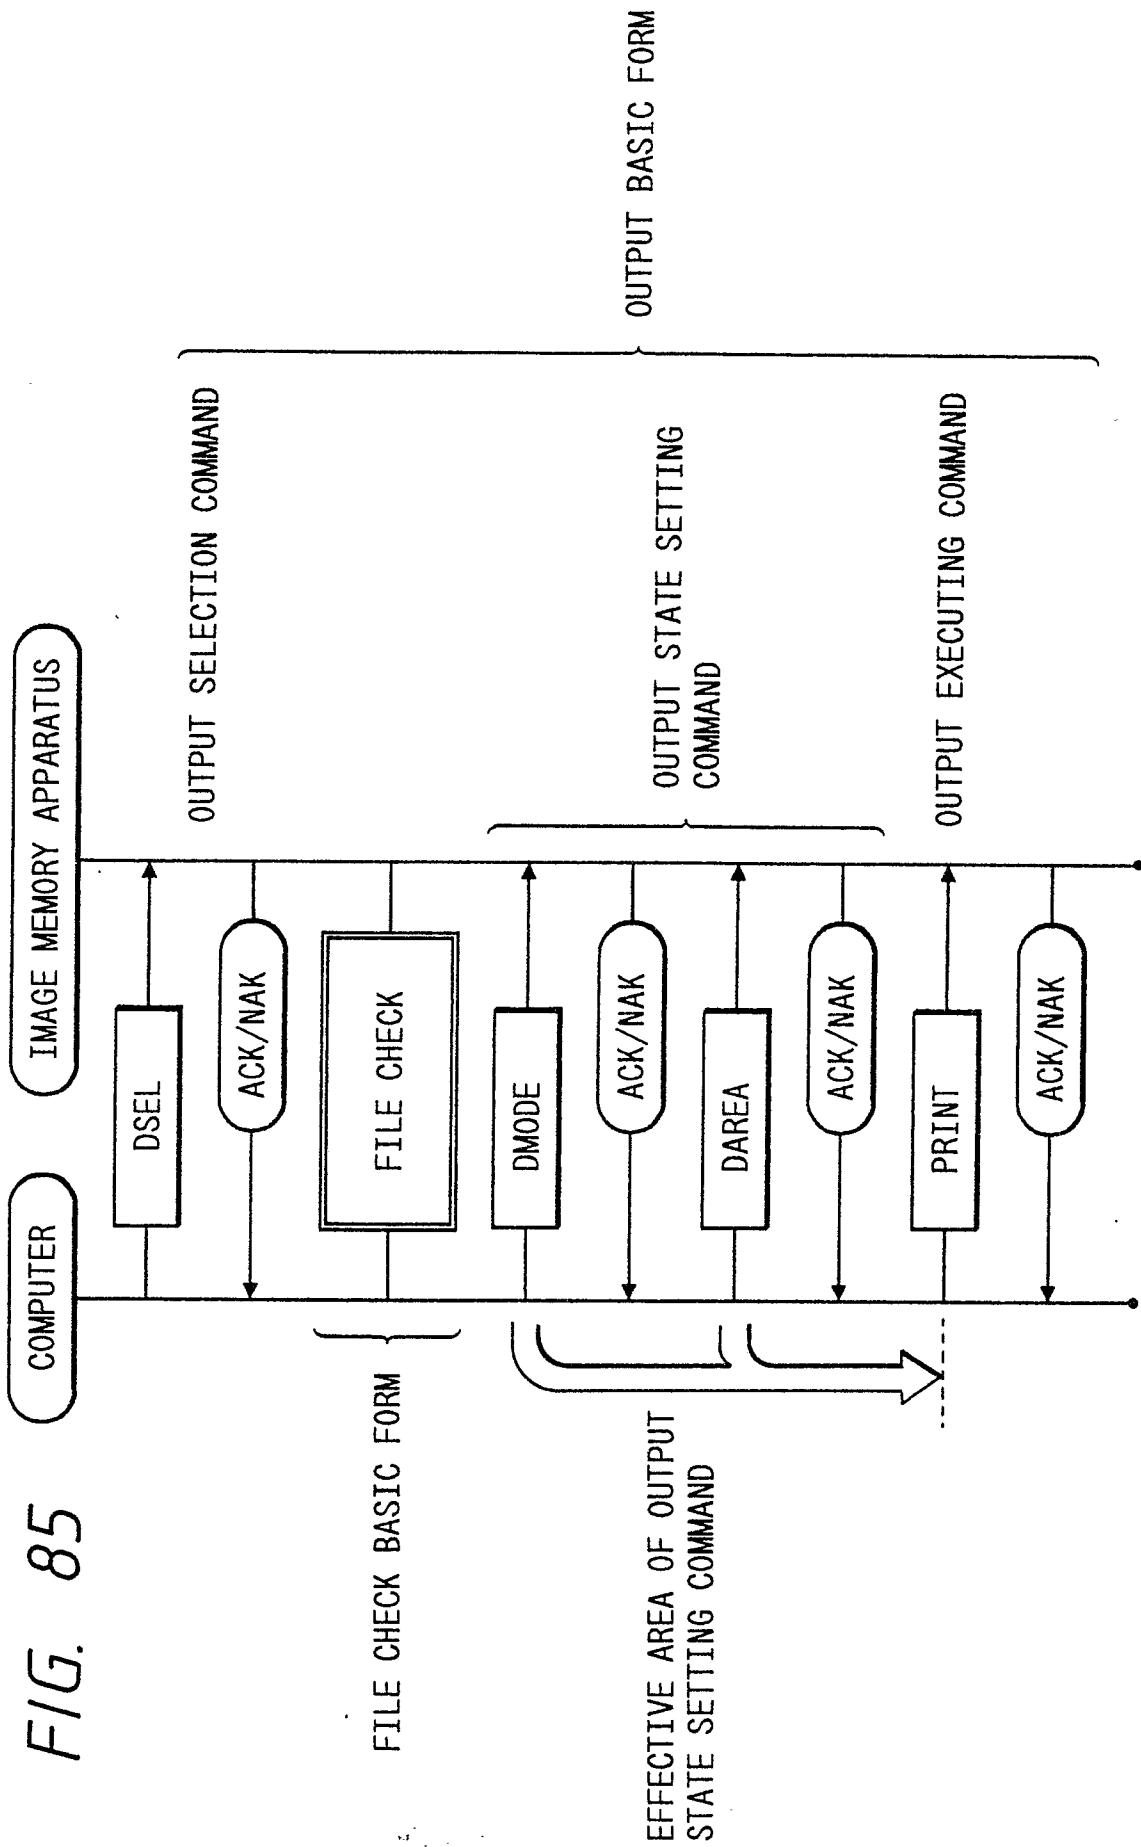 FIG. 85
COMPUTER
IMAGE MEMORY APPARATUS
DSEL
OUTPUT SELECTION COMMAND
ACK/NAK
FILE CHECK BASIC FORM
FILE CHECK
DMODE
ACK/NAK
OUTPUT STATE SETTING
COMMAND
EFFECTIVE AREA OF OUTPUT
STATE SETTING COMMAND
DAREA
ACK/NAK
PRINT
OUTPUT EXECUTING COMMAND
ACK/NAK
OUTPUT BASIC FORM